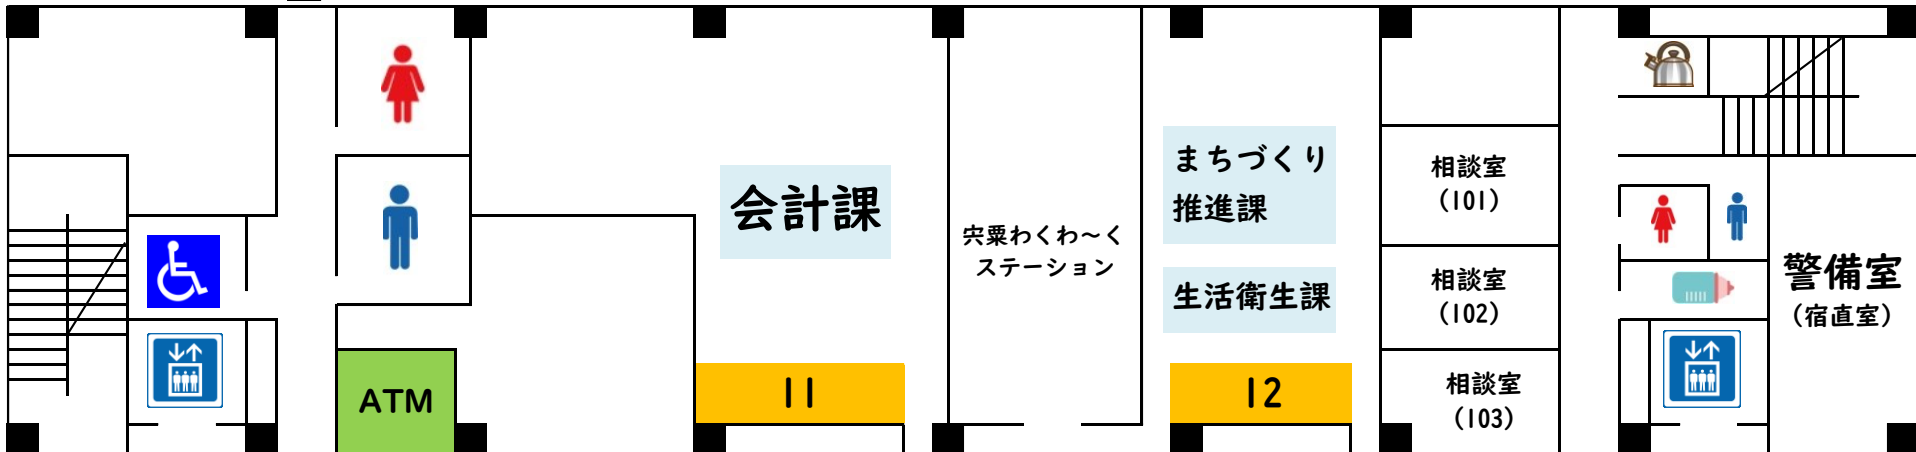 会計課
11
ATM
宍粟わくわ～く
ステーション
まちづくり
推進課
生活衛生課
12
相談室
(101)
相談室
(102)
相談室
(103)
警備室
(宿直室)